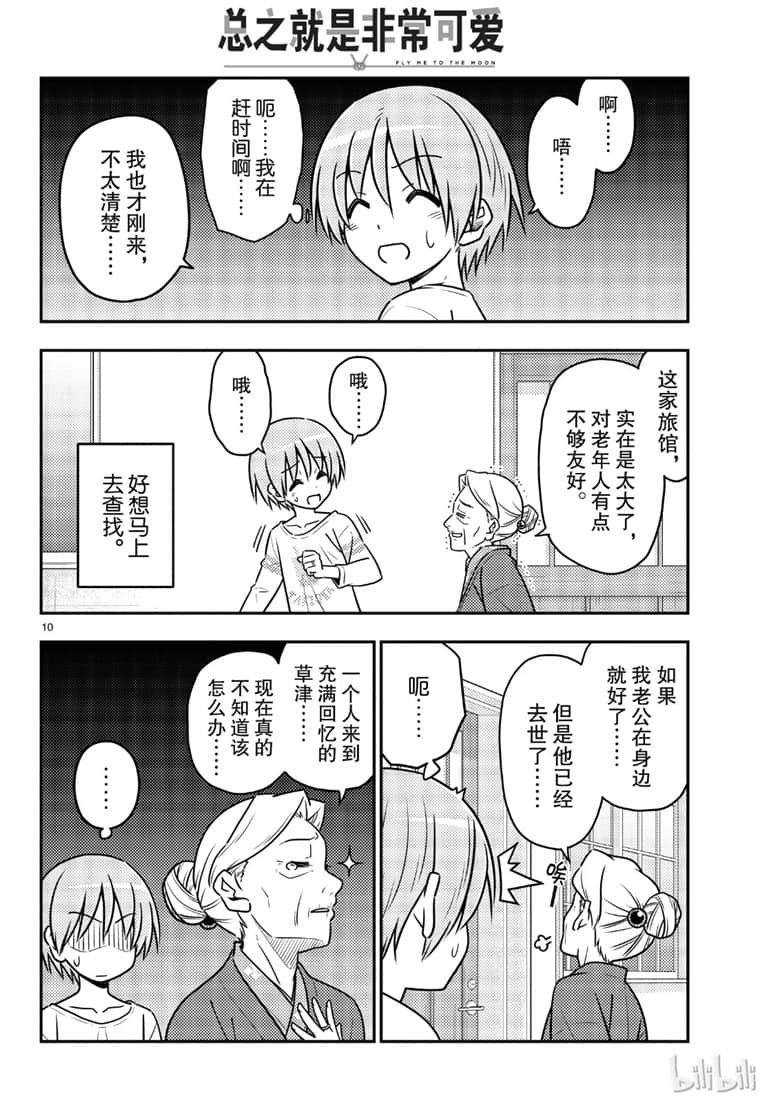 总之就是非常可爱
FLY ME TO THE MOON
啊
……
唔
……
呃……我在
赶时间啊
……
我也才刚来，
不太清楚
……
这家旅馆，
实在是太大了，
对老年人有点
不够友好。
哦
……
哦
……
好想马上
去查找。
10
如果
我老公在身边
就好了……
但是他已经
去世了……
唉
呃
……
一个人来到
充满回忆的
草津……
现在真的
不知道该
怎么办……
……
bilibili